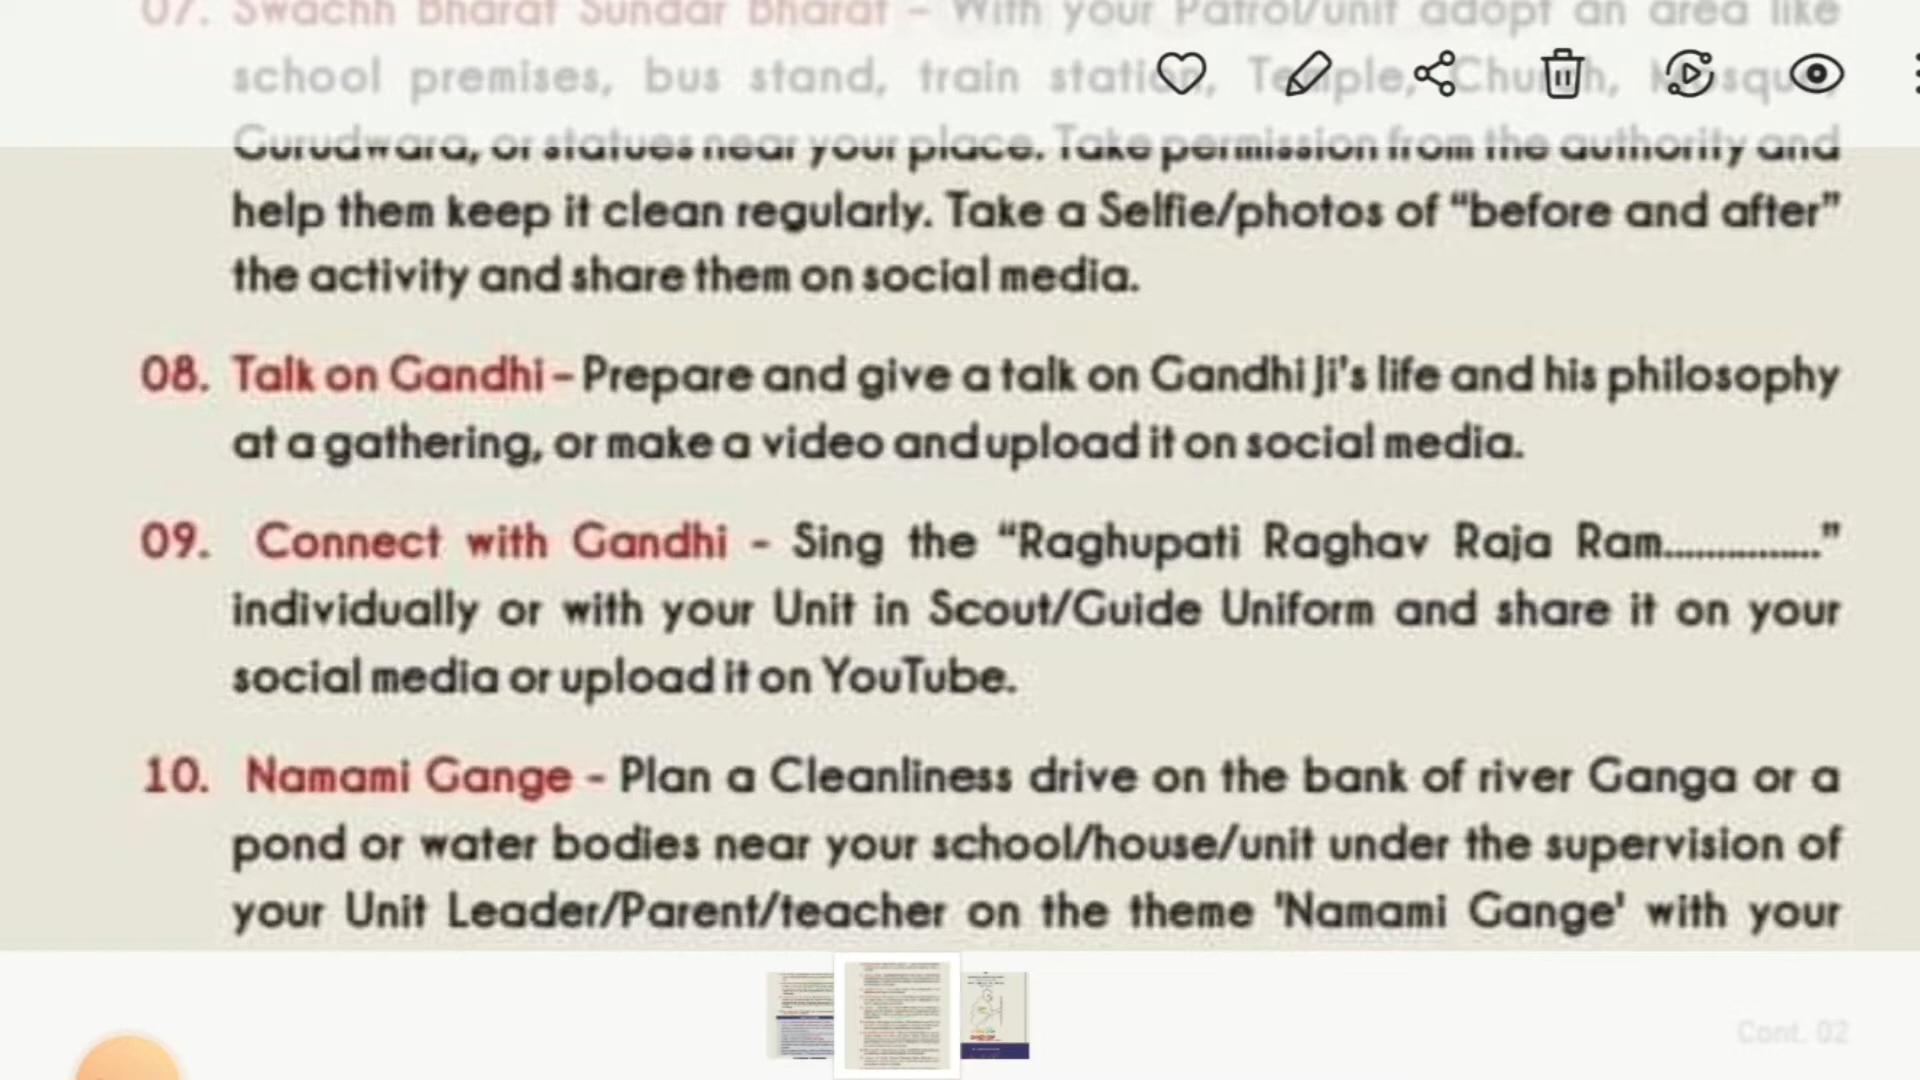 07. Swachh Bharat Sundar Bharat – With your Patrol/unit adopt an area like
school premises, bus stand, train station, Temple, Church, Mosque,
Gurudwara, or statues near your place. Take permission from the authority and
help them keep it clean regularly. Take a Selfie/photos of “before and after”
the activity and share them on social media.
08. Talk on Gandhi – Prepare and give a talk on Gandhi Ji's life and his philosophy
at a gathering, or make a video and upload it on social media.
09. Connect with Gandhi - Sing the “Raghupati Raghav Raja Ram...............”
individually or with your Unit in Scout/Guide Uniform and share it on your
social media or upload it on YouTube.
10. Namami Gange - Plan a Cleanliness drive on the bank of river Ganga or a
pond or water bodies near your school/house/unit under the supervision of
your Unit Leader/Parent/teacher on the theme 'Namami Gange' with your
Cont. 02